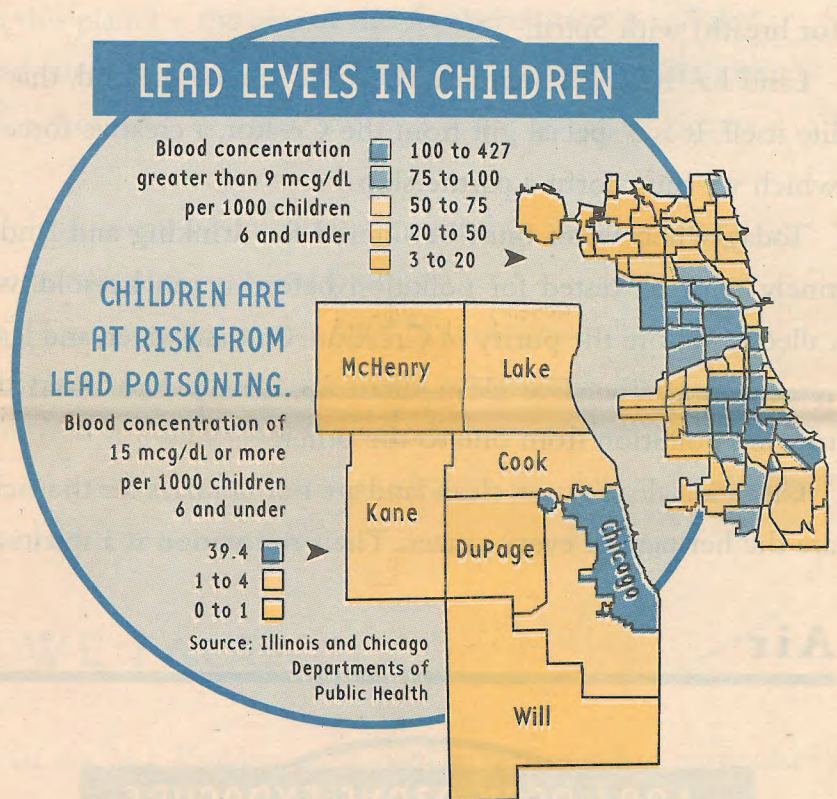 LEAD LEVELS IN CHILDREN
Blood concentration
greater than 9 mcg/dL
per 1000 children
6 and under
100 to 427
75 to 100
50 to 75
20 to 50
3 to 20
CHILDREN ARE
AT RISK FROM
LEAD POISONING.
Blood concentration of
15 mcg/dL or more
per 1000 children
6 and under
39.4
1 to 4
0 to 1
Source: Illinois and Chicago
Departments of
Public Health
McHenry
Lake
Cook
Kane
DuPage
Chicago
Will